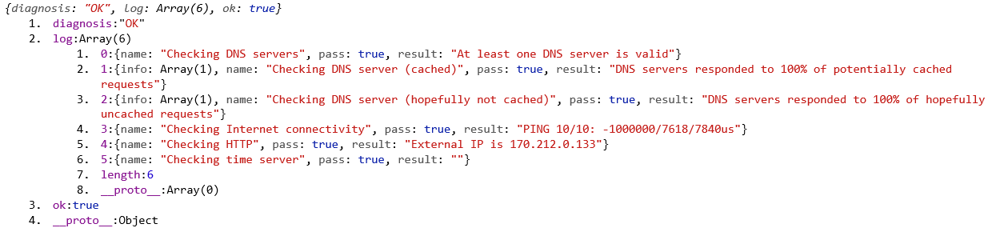 {diagnosis: "OK", log: Array(6), ok: true}
1. diagnosis:"OK"
2. log:Array(6)
1. 0:{name: "Checking DNS servers", pass: true, result: "At least one DNS server is valid"}
2. 1:{info: Array(1), name: "Checking DNS server (cached)", pass: true, result: "DNS servers responded to 100% of potentially cached
requests"}
3. 2:{info: Array(1), name: "Checking DNS server (hopefully not cached)", pass: true, result: "DNS servers responded to 100% of hopefully
uncached requests"}
4. 3:{name: "Checking Internet connectivity", pass: true, result: "PING 10/10: -1000000/7618/7840us"}
5. 4:{name: "Checking HTTP", pass: true, result: "External IP is 170.212.0.133"}
6. 5:{name: "Checking time server", pass: true, result: ""}
7. length:6
8. __proto__:Array(0)
3. ok:true
4. __proto__:Object